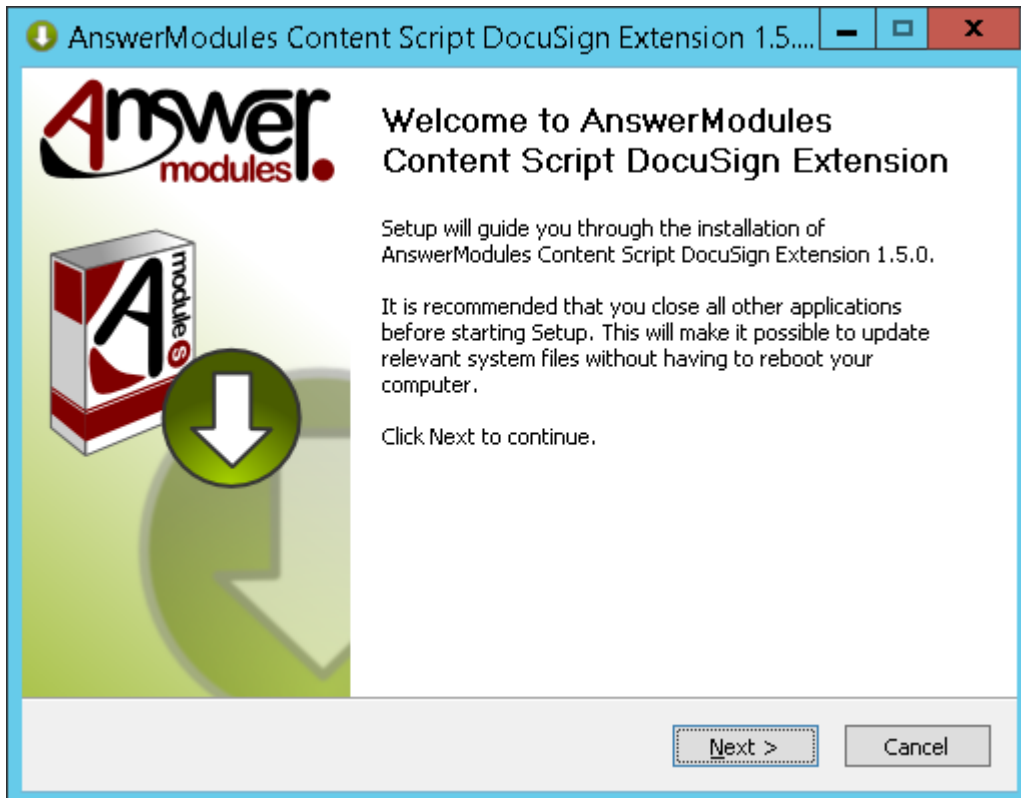 AnswerModules Content Script DocuSign Extension 1.5....
Answer
modules
Welcome to AnswerModules
Content Script DocuSign Extension
Setup will guide you through the installation of
AnswerModules Content Script DocuSign Extension 1.5.0.
It is recommended that you close all other applications
before starting Setup. This will make it possible to update
relevant system files without having to reboot your
computer.
Click Next to continue.
A
modules
Next >
Cancel